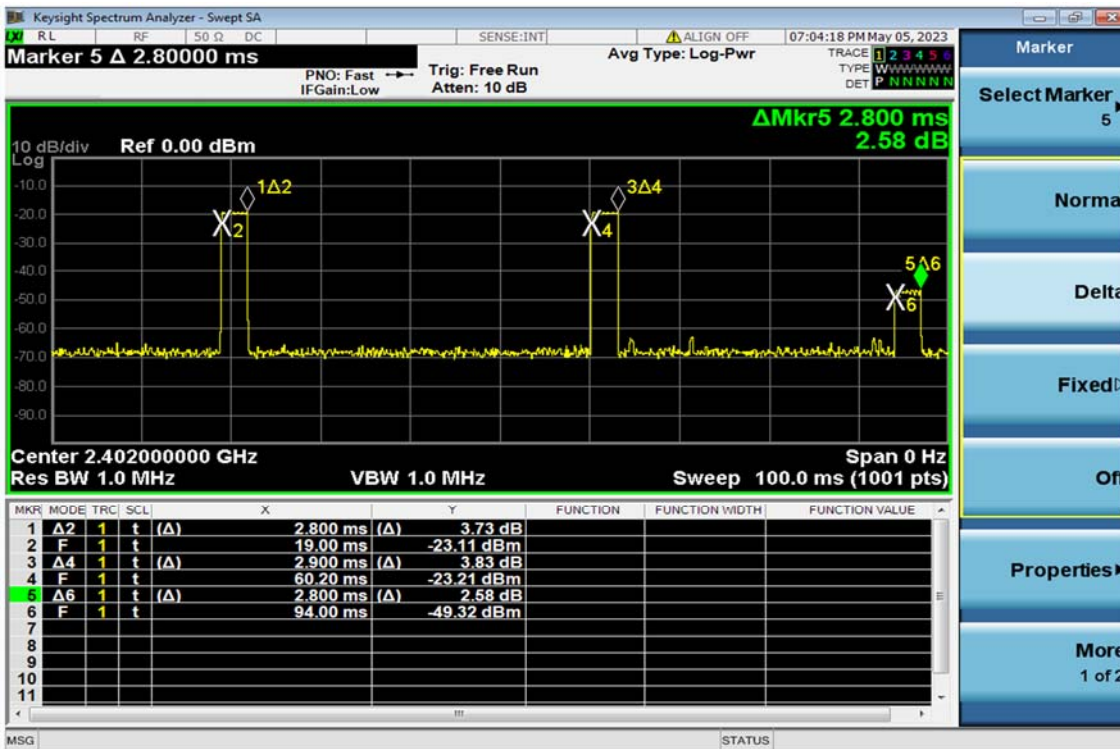 Keysight Spectrum Analyzer - Swept SA
LXI RL RF 50 Ω DC SENSE:INT ALIGN OFF 07:04:18 PM May 05, 2023
Marker 5 Δ 2.80000 ms
PNO: Fast
IFGain:Low
Trig: Free Run
Atten: 10 dB
Avg Type: Log-Pwr
TRACE 1 2 3 4 5 6
TYPE WWWWWW
DET P N N N N N
ΔMkr5 2.800 ms
2.58 dB
10 dB/div Ref 0.00 dBm
Log
-10.0
-20.0
-30.0
-40.0
-50.0
-60.0
-70.0
-80.0
-90.0
1Δ2
2
3Δ4
4
5Δ6
6
Center 2.402000000 GHz Span 0 Hz
Res BW 1.0 MHz VBW 1.0 MHz Sweep 100.0 ms (1001 pts)
MKR MODE TRC SCL X Y FUNCTION FUNCTION WIDTH FUNCTION VALUE
1 Δ2 1 t (Δ) 2.800 ms (Δ) 3.73 dB
2 F 1 t 19.00 ms -23.11 dBm
3 Δ4 1 t (Δ) 2.900 ms (Δ) 3.83 dB
4 F 1 t 60.20 ms -23.21 dBm
5 Δ6 1 t (Δ) 2.800 ms (Δ) 2.58 dB
6 F 1 t 94.00 ms -49.32 dBm
7
8
9
10
11
MSG STATUS
Marker
Select Marker
5
Norma
Delta
Fixed
Off
Properties
More
1 of 2